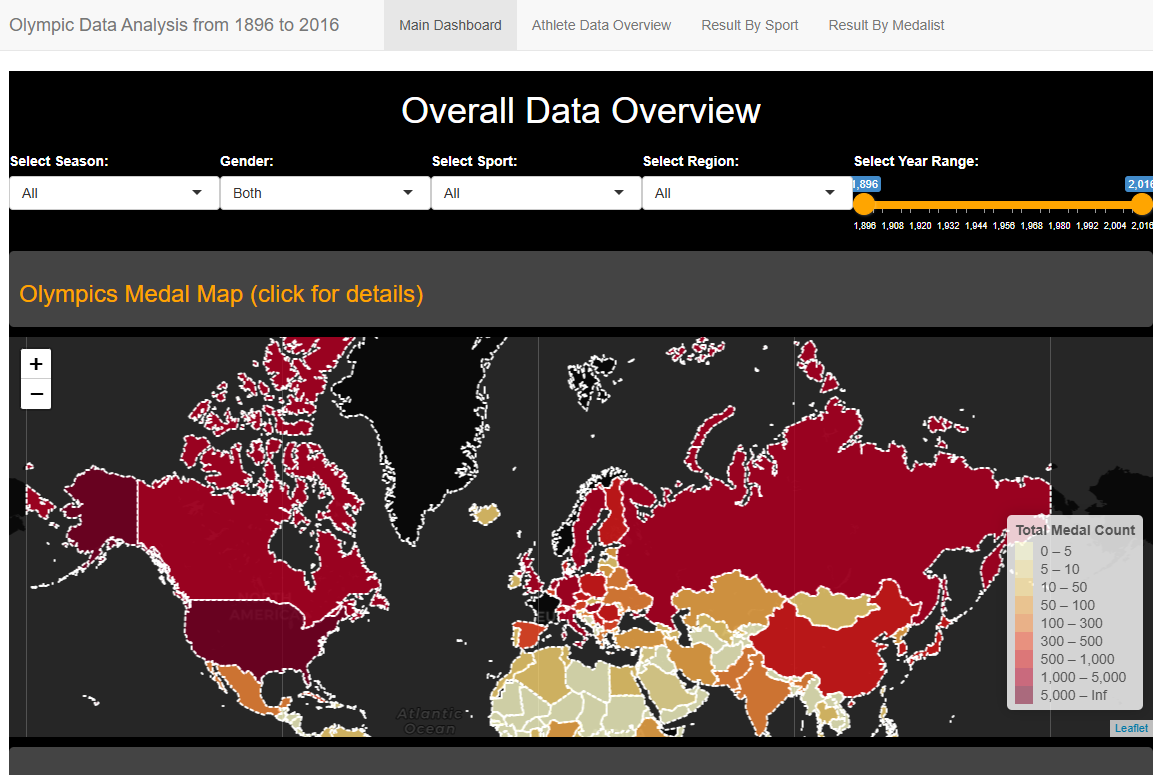 Olympic Data Analysis from 1896 to 2016 Main Dashboard Athlete Data Overview Result By Sport Result By Medalist
Overall Data Overview
Select Season: Gender: Select Sport: Select Region: Select Year Range:
All Both All All
1,896 2,016
1,896 1,908 1,920 1,932 1,944 1,956 1,968 1,980 1,992 2,004 2,016
Olympics Medal Map (click for details)
+
−
Total Medal Count
0 – 5
5 – 10
10 – 50
50 – 100
100 – 300
300 – 500
500 – 1,000
1,000 – 5,000
5,000 – Inf
Atlantic
Ocean
Leaflet